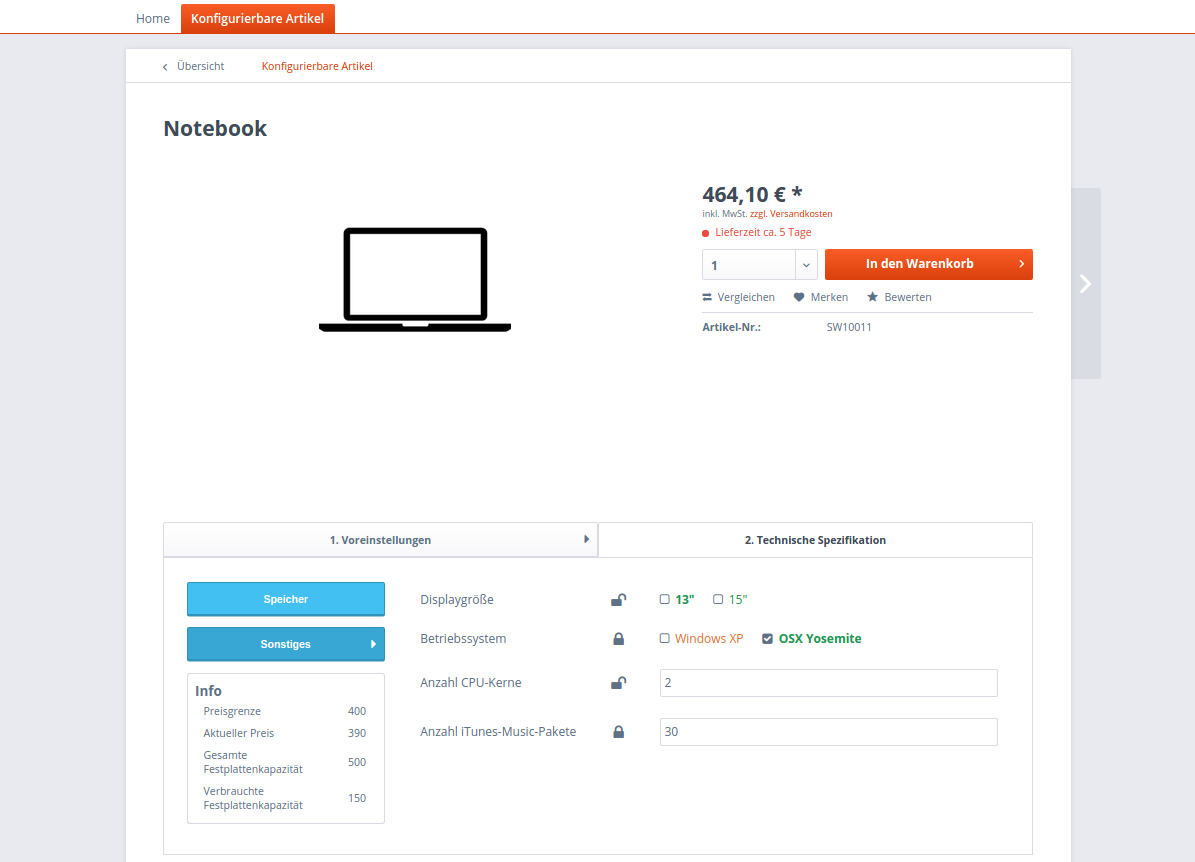 Home Konfigurierbare Artikel
Übersicht Konfigurierbare Artikel
Notebook
464,10 € *
inkl. MwSt. zzgl. Versandkosten
Lieferzeit ca. 5 Tage
1 In den Warenkorb
Vergleichen Merken Bewerten
Artikel-Nr.: SW10011
1. Voreinstellungen 2. Technische Spezifikation
Speicher
Sonstiges
Info
Preisgrenze 400
Aktueller Preis 390
Gesamte
Festplattenkapazität 500
Verbrauchte
Festplattenkapazität 150
Displaygröße 13" 15"
Betriebssystem Windows XP OSX Yosemite
Anzahl CPU-Kerne 2
Anzahl iTunes-Music-Pakete 30